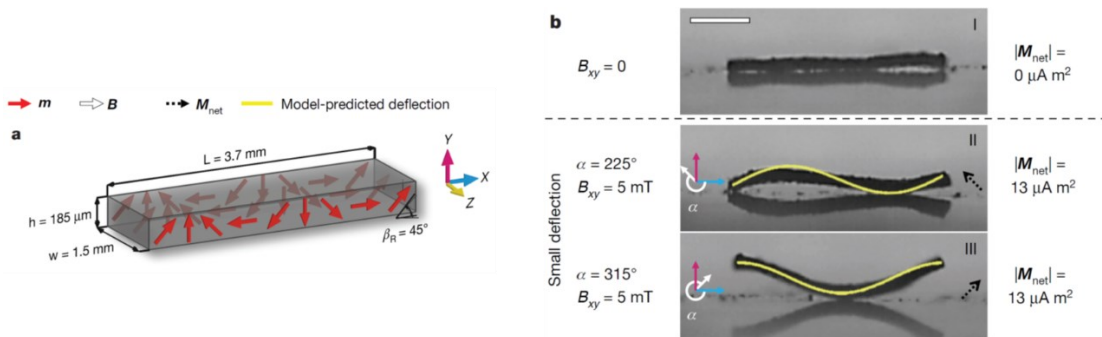 b
I
B_xy = 0
|M_net| =
0 μA m²
m
B
M_net
Model-predicted deflection
a
L = 3.7 mm
h = 185 μm
w = 1.5 mm
β_R = 45°
Y
X
Z
Small deflection
II
α = 225°
B_xy = 5 mT
α
|M_net| =
13 μA m²
III
α = 315°
B_xy = 5 mT
α
|M_net| =
13 μA m²